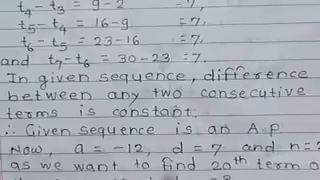 t₄ - t₃ = 9 - 2 = 7,
t₅ - t₄ = 16 - 9 = 7,
t₆ - t₅ = 23 - 16 = 7.
and t₇ - t₆ = 30 - 23 = 7.
In given sequence, difference
between any two consecutive
terms is constant.
∴ Given sequence is an A.P
Now, a = -12, d = 7 and n =
as we want to find 20th term o